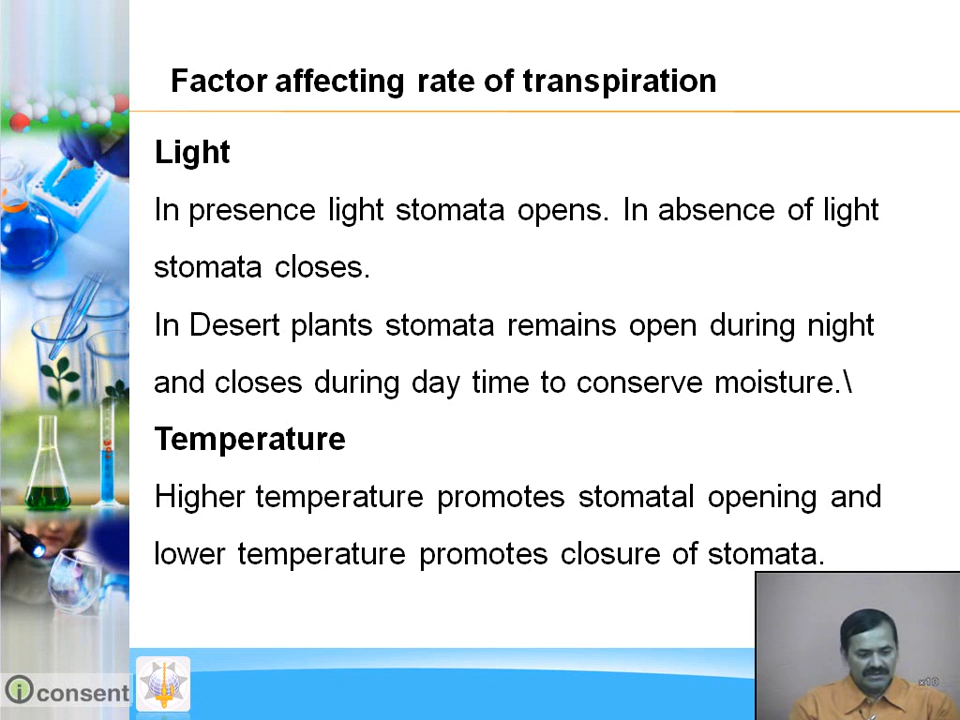 Factor affecting rate of transpiration
Light
In presence light stomata opens. In absence of light
stomata closes.
In Desert plants stomata remains open during night
and closes during day time to conserve moisture.\
Temperature
Higher temperature promotes stomatal opening and
lower temperature promotes closure of stomata.
i consent
x10